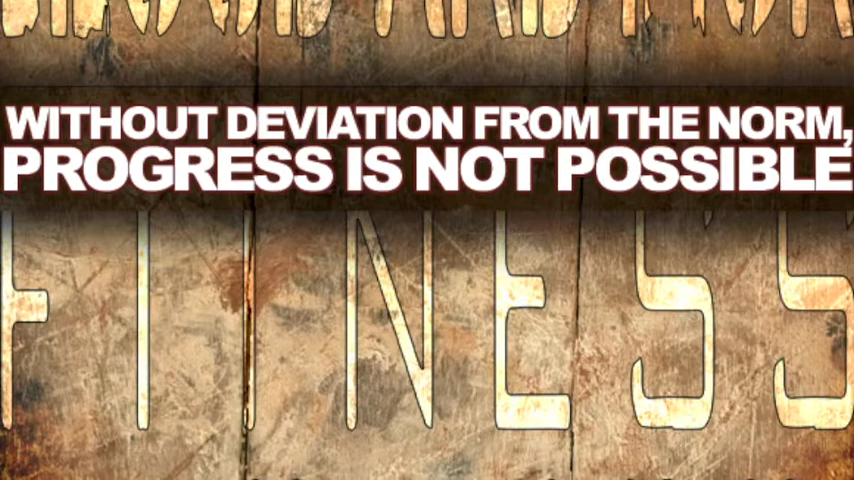 WITHOUT DEVIATION FROM THE NORM,
PROGRESS IS NOT POSSIBLE
FITNESS